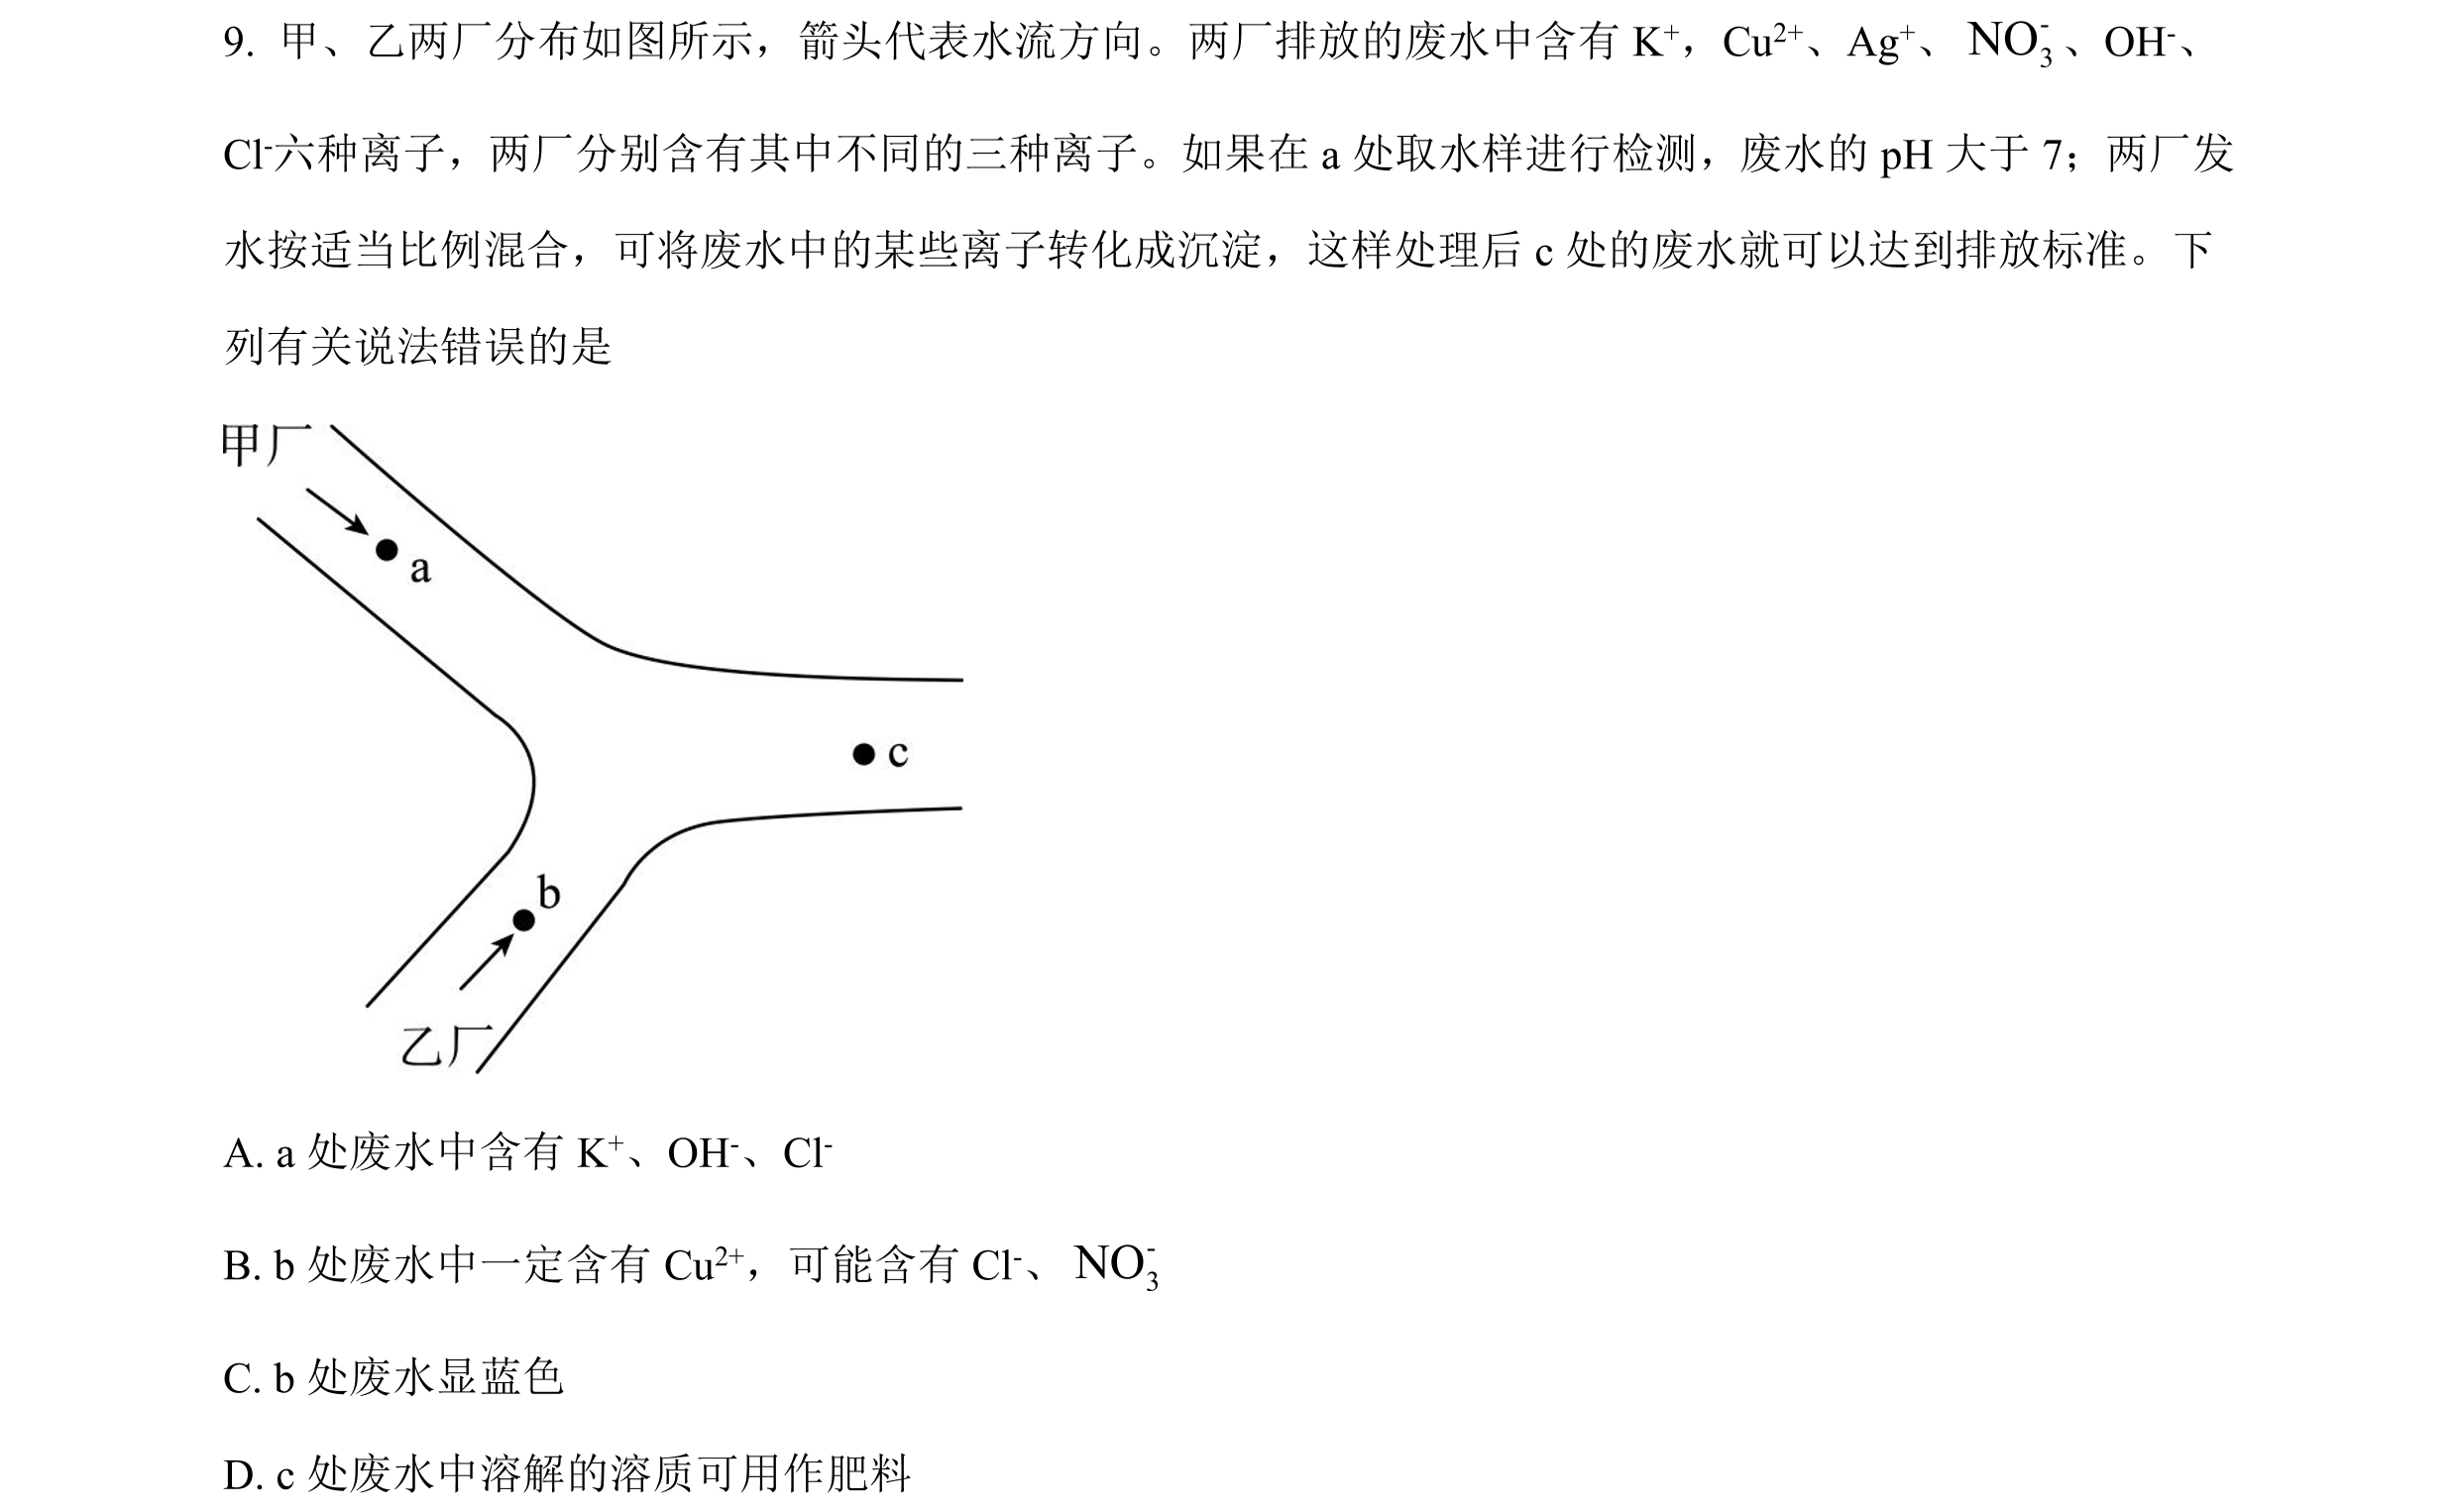 9. 甲、乙两厂分布如图所示，箭头代表水流方向。两厂排放的废水中含有 K⁺，Cu²⁺、Ag⁺、NO₃⁻、OH⁻、
Cl⁻六种离子，两厂分别含有其中不同的三种离子。如果在 a 处取水样进行检测，废水的 pH 大于 7；两厂发
水按适当比例混合，可将废水中的某些离子转化成沉淀，这样处理后 c 处的废水就可以达到排放标准。下
列有关说法错误的是
甲厂
a
c
b
乙厂
A. a 处废水中含有 K⁺、OH⁻、Cl⁻
B. b 处废水中一定含有 Cu²⁺，可能含有 Cl⁻、NO₃⁻
C. b 处废水显蓝色
D. c 处废水中溶解的溶质可用作肥料